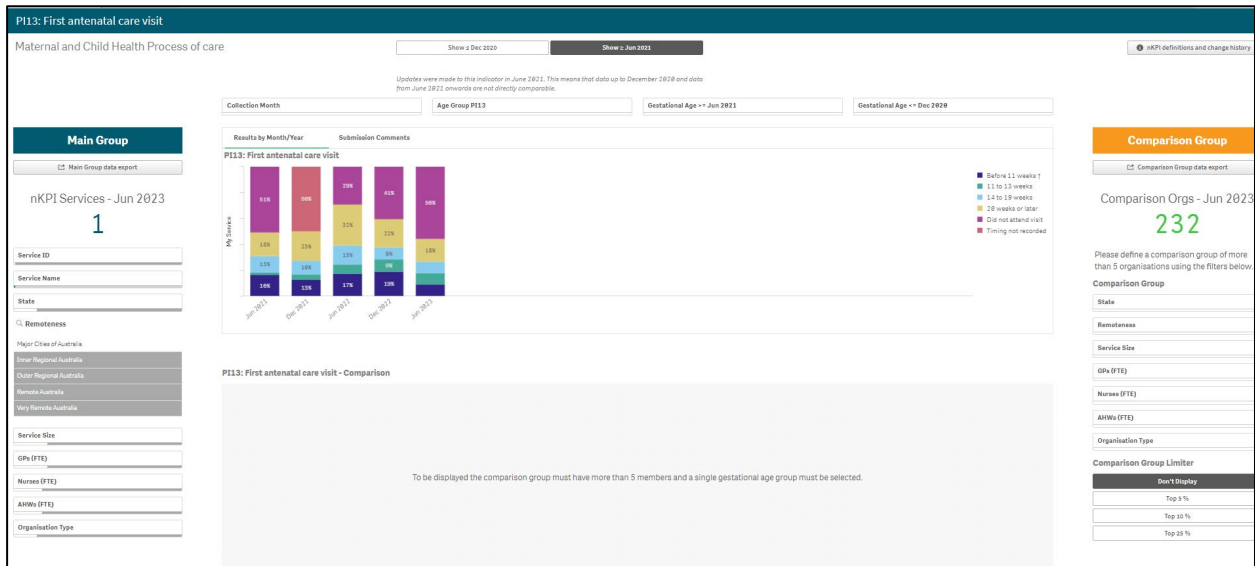 PI13: First antenatal care visit
Maternal and Child Health Process of care
Show ≤ Dec 2020
Show ≥ Jun 2021
nKPI definitions and change history
Updates were made to this indicator in June 2021. This means that data up to December 2020 and data
from June 2021 onwards are not directly comparable.
Collection Month
Age Group PI13
Gestational Age >= Jun 2021
Gestational Age <= Dec 2020
Main Group
Main Group data export
nKPI Services - Jun 2023
1
Service ID
Service Name
State
Remoteness
Major Cities of Australia
Inner Regional Australia
Outer Regional Australia
Remote Australia
Very Remote Australia
Service Size
GPs (FTE)
Nurses (FTE)
AHWs (FTE)
Organisation Type
Results by Month/Year
Submission Comments
PI13: First antenatal care visit
My Service
51%
18%
13%
16%
50%
23%
10%
13%
29%
32%
15%
17%
41%
22%
9%
9%
19%
56%
18%
Jun 2021
Dec 2021
Jun 2022
Dec 2022
Jun 2023
Before 11 weeks †
11 to 13 weeks
14 to 19 weeks
20 weeks or later
Did not attend visit
Timing not recorded
PI13: First antenatal care visit - Comparison
To be displayed the comparison group must have more than 5 members and a single gestational age group must be selected.
Comparison Group
Comparison Group data export
Comparison Orgs - Jun 2023
232
Please define a comparison group of more
than 5 organisations using the filters below.
Comparison Group
State
Remoteness
Service Size
GPs (FTE)
Nurses (FTE)
AHWs (FTE)
Organisation Type
Comparison Group Limiter
Don't Display
Top 5 %
Top 10 %
Top 25 %